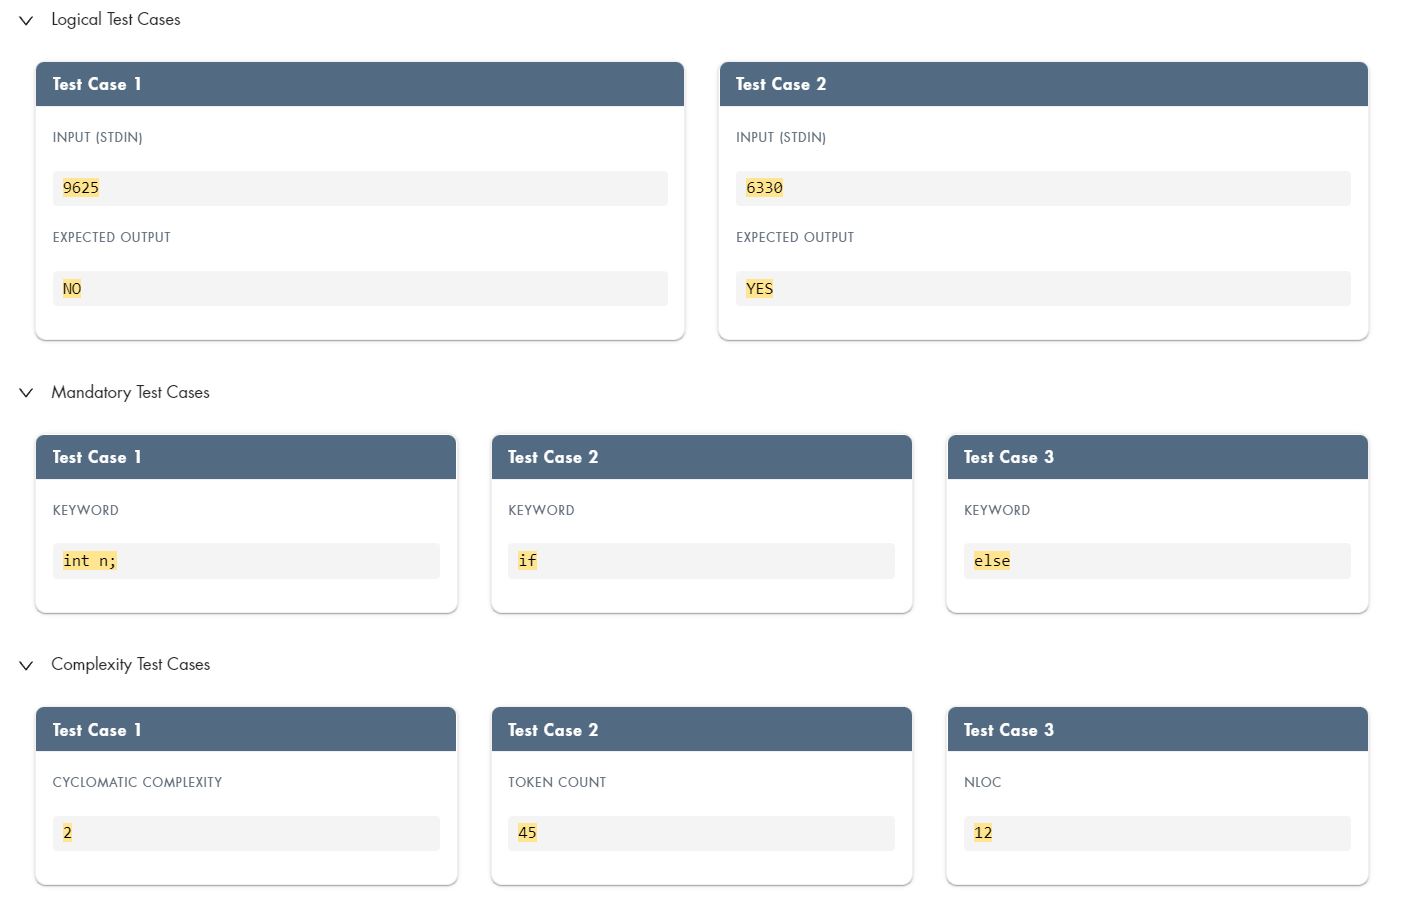 Logical Test Cases
Test Case 1
INPUT (STDIN)
9625
EXPECTED OUTPUT
NO
Test Case 2
INPUT (STDIN)
6330
EXPECTED OUTPUT
YES
Mandatory Test Cases
Test Case 1
KEYWORD
int n;
Test Case 2
KEYWORD
if
Test Case 3
KEYWORD
else
Complexity Test Cases
Test Case 1
CYCLOMATIC COMPLEXITY
2
Test Case 2
TOKEN COUNT
45
Test Case 3
NLOC
12